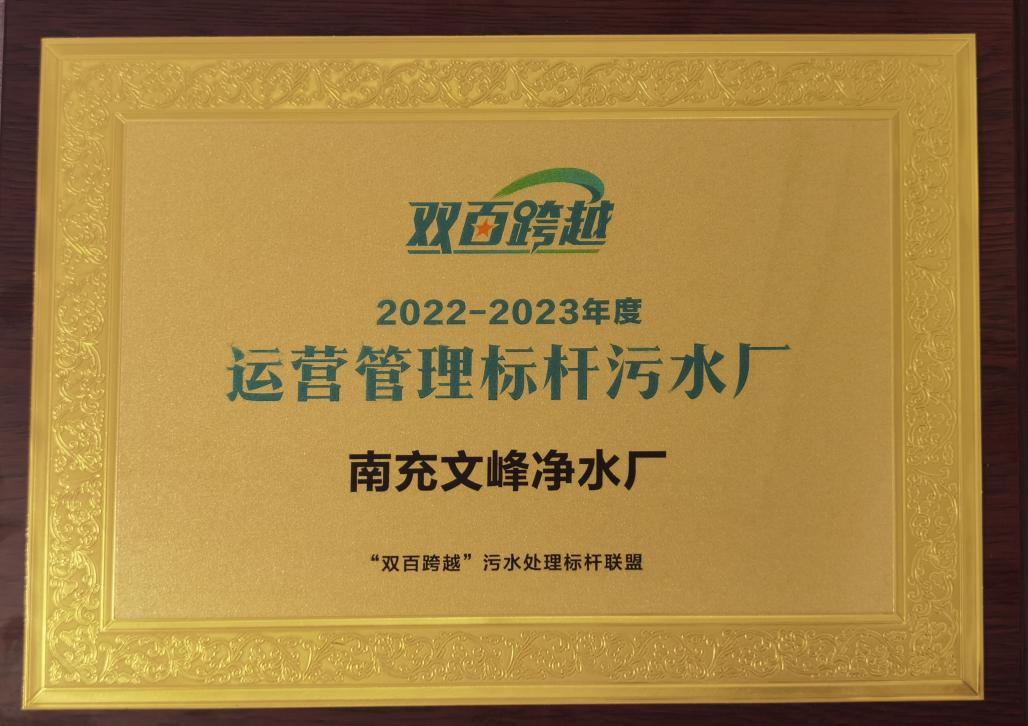 双百跨越
2022-2023年度
运营管理标杆污水厂
南充文峰净水厂
“双百跨越”污水处理标杆联盟